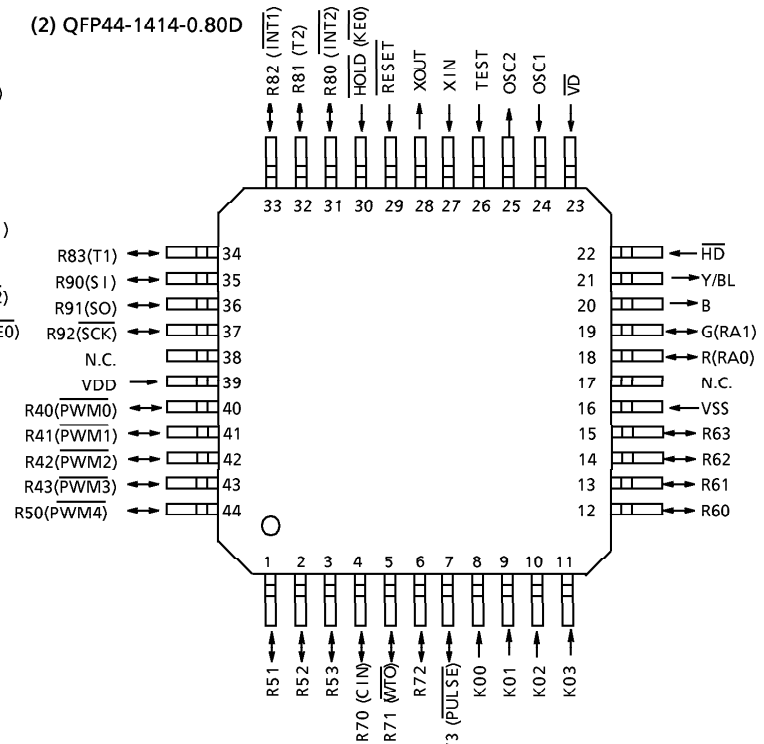 (2) QFP44-1414-0.80D
R82 (INT1)
R81 (T2)
R80 (INT2)
HOLD (KE0)
RESET
XOUT
XIN
TEST
OSC2
OSC1
VD
33 32 31 30 29 28 27 26 25 24 23
R83(T1) 34
R90(SI) 35
R91(SO) 36
R92(SCK) 37
N.C. 38
VDD 39
R40(PWM0) 40
R41(PWM1) 41
R42(PWM2) 42
R43(PWM3) 43
R50(PWM4) 44
22 HD
21 Y/BL
20 B
19 G(RA1)
18 R(RA0)
17 N.C.
16 VSS
15 R63
14 R62
13 R61
12 R60
1 2 3 4 5 6 7 8 9 10 11
R51
R52
R53
R70 (CIN)
R71 (WTO)
R72
3 (PULSE)
K00
K01
K02
K03
)
)
)
E0)